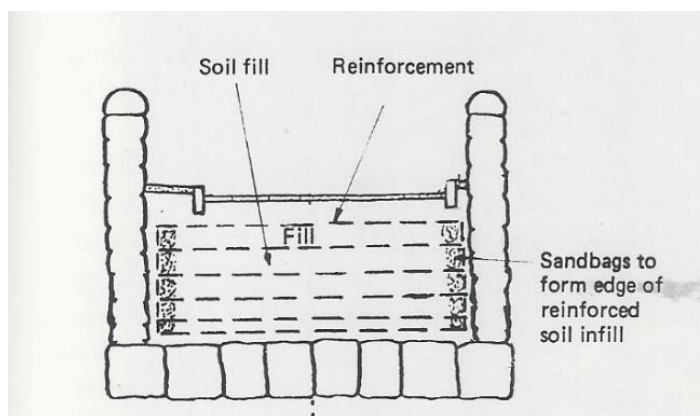 Soil fill
Reinforcement
Fill
Sandbags to
form edge of
reinforced
soil infill